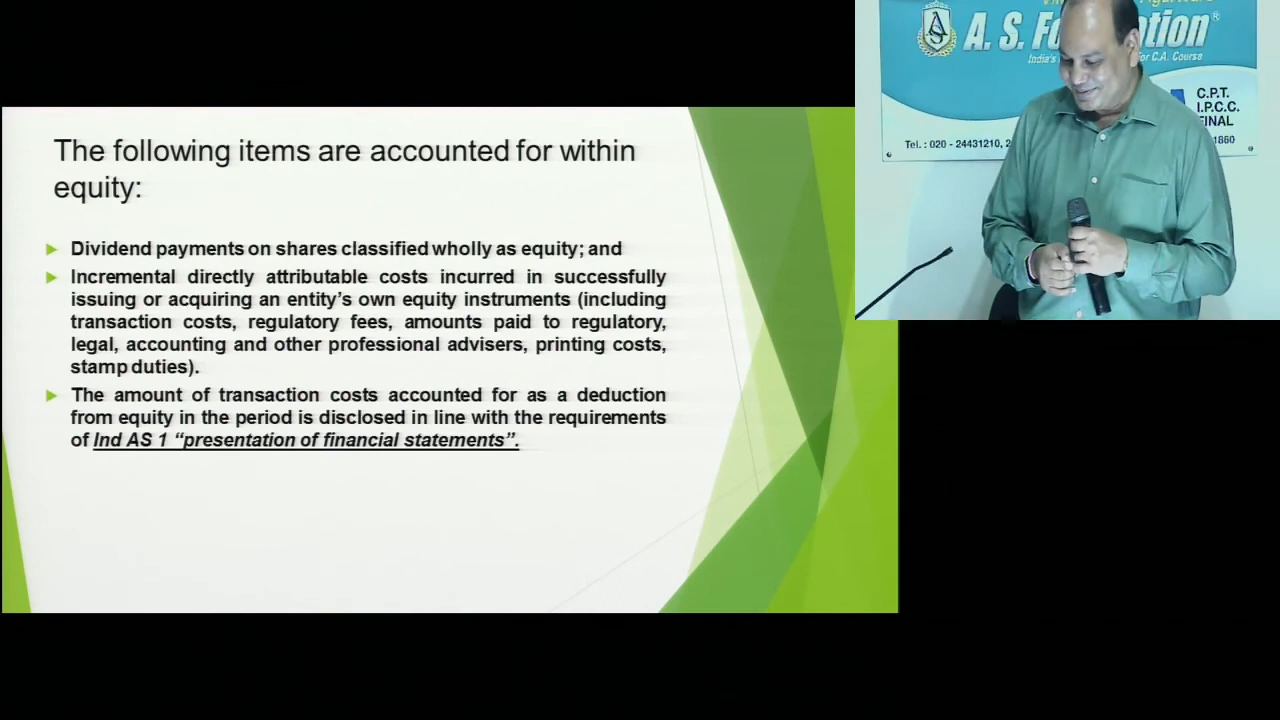 The following items are accounted for within
equity:
Dividend payments on shares classified wholly as equity; and
Incremental directly attributable costs incurred in successfully
issuing or acquiring an entity's own equity instruments (including
transaction costs, regulatory fees, amounts paid to regulatory,
legal, accounting and other professional advisers, printing costs,
stamp duties).
The amount of transaction costs accounted for as a deduction
from equity in the period is disclosed in line with the requirements
of Ind AS 1 “presentation of financial statements”.
A. S.
India's
For C.A. Course
C.P.T.
I.P.C.C.
FINAL
Tel.: 020 - 24431210,
1860